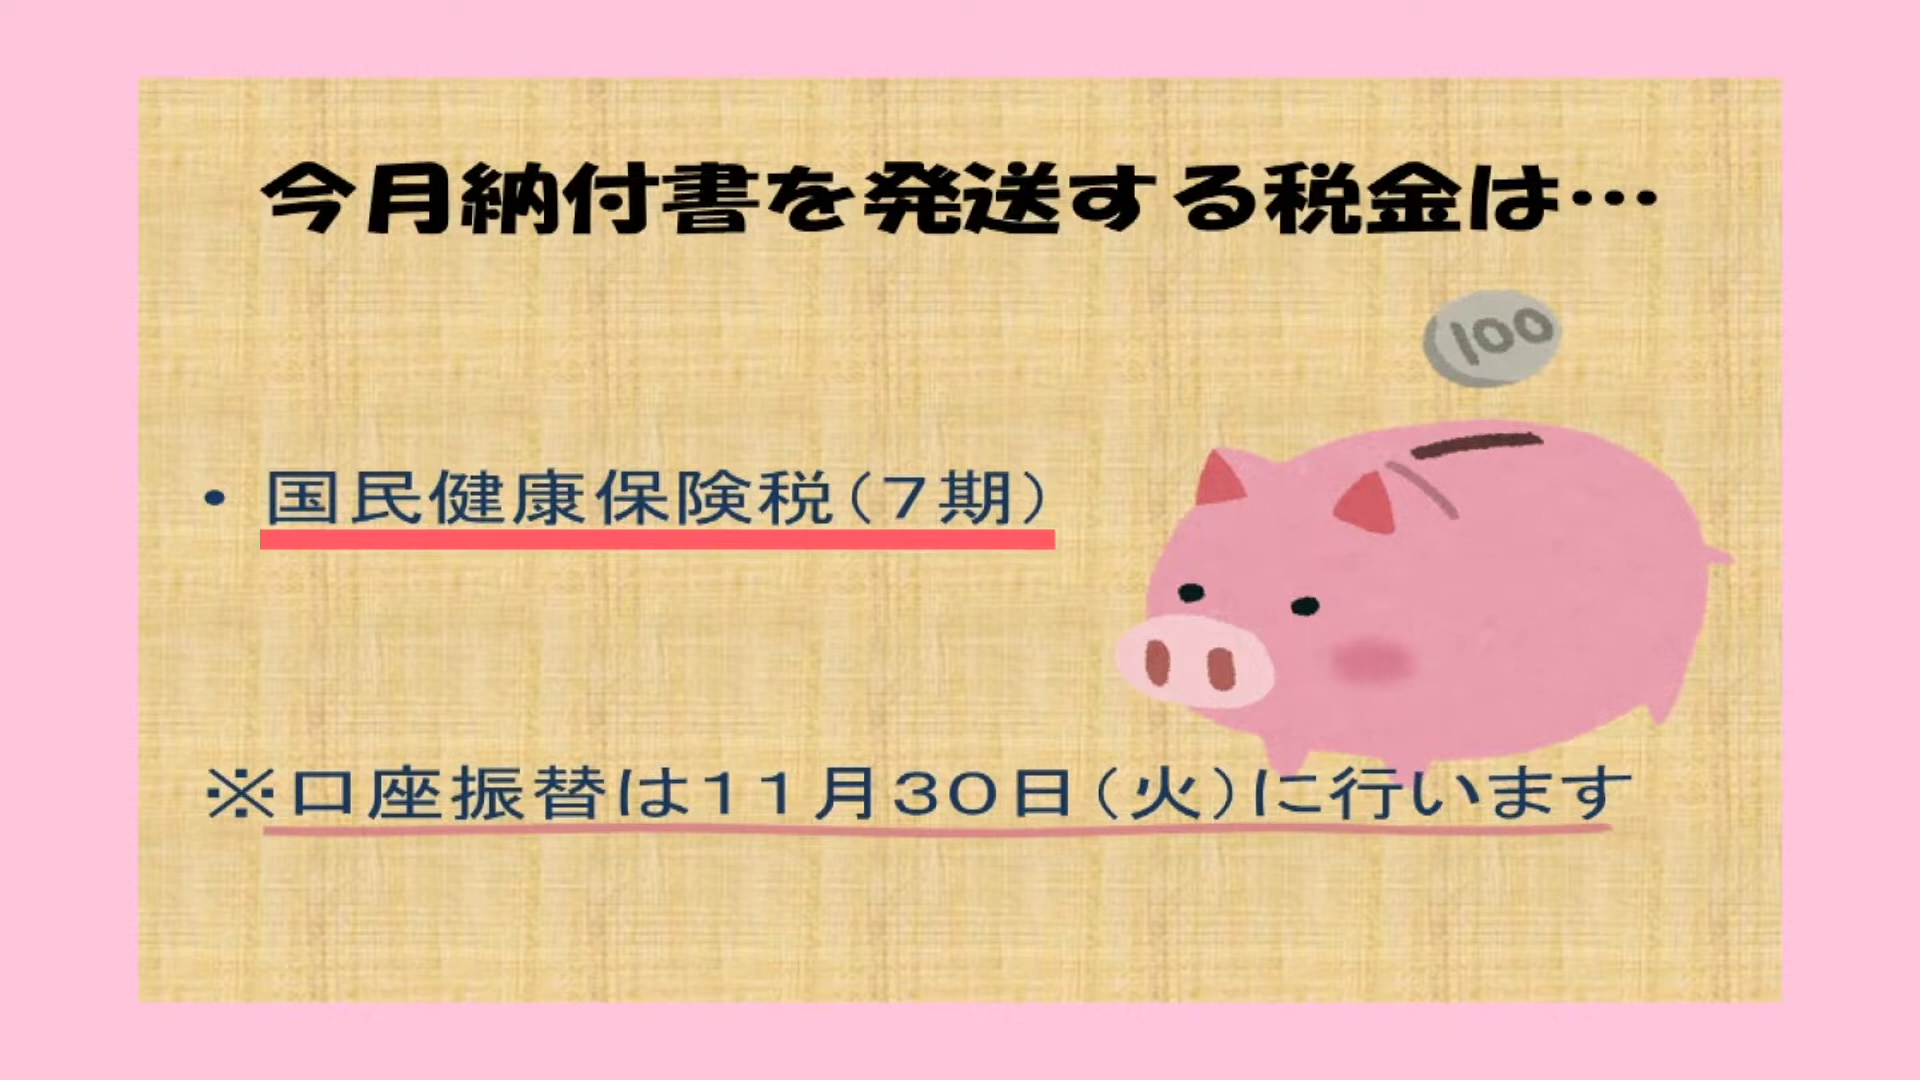 今月納付書を発送する税金は…
100
• 国民健康保険税（７期）
※口座振替は１１月３０日（火）に行います